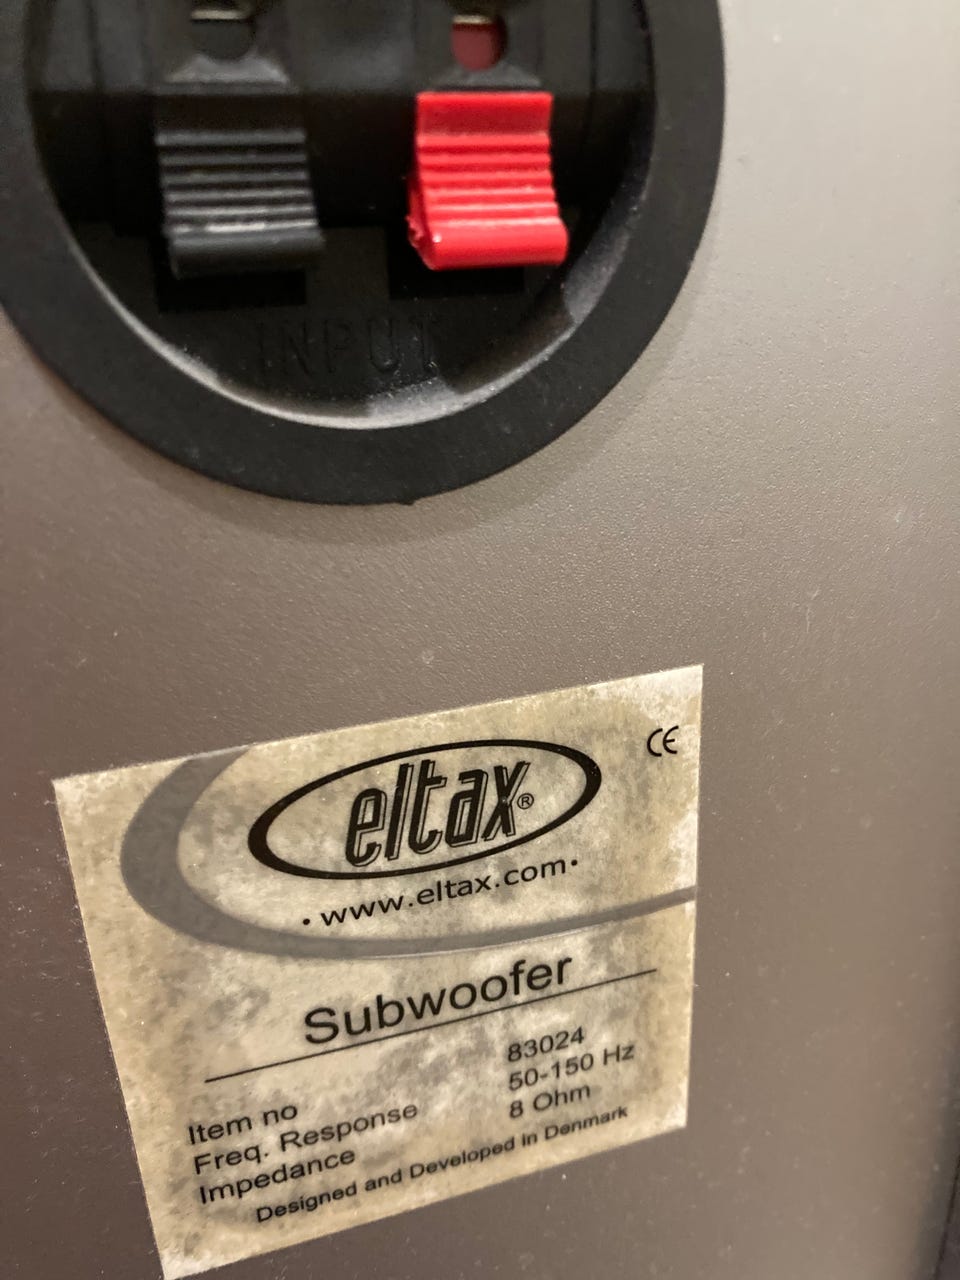 INPUT
CE
eltax®
• www.eltax.com •
Subwoofer
Item no 83024
Freq. Response 50-150 Hz
Impedance 8 Ohm
Designed and Developed in Denmark